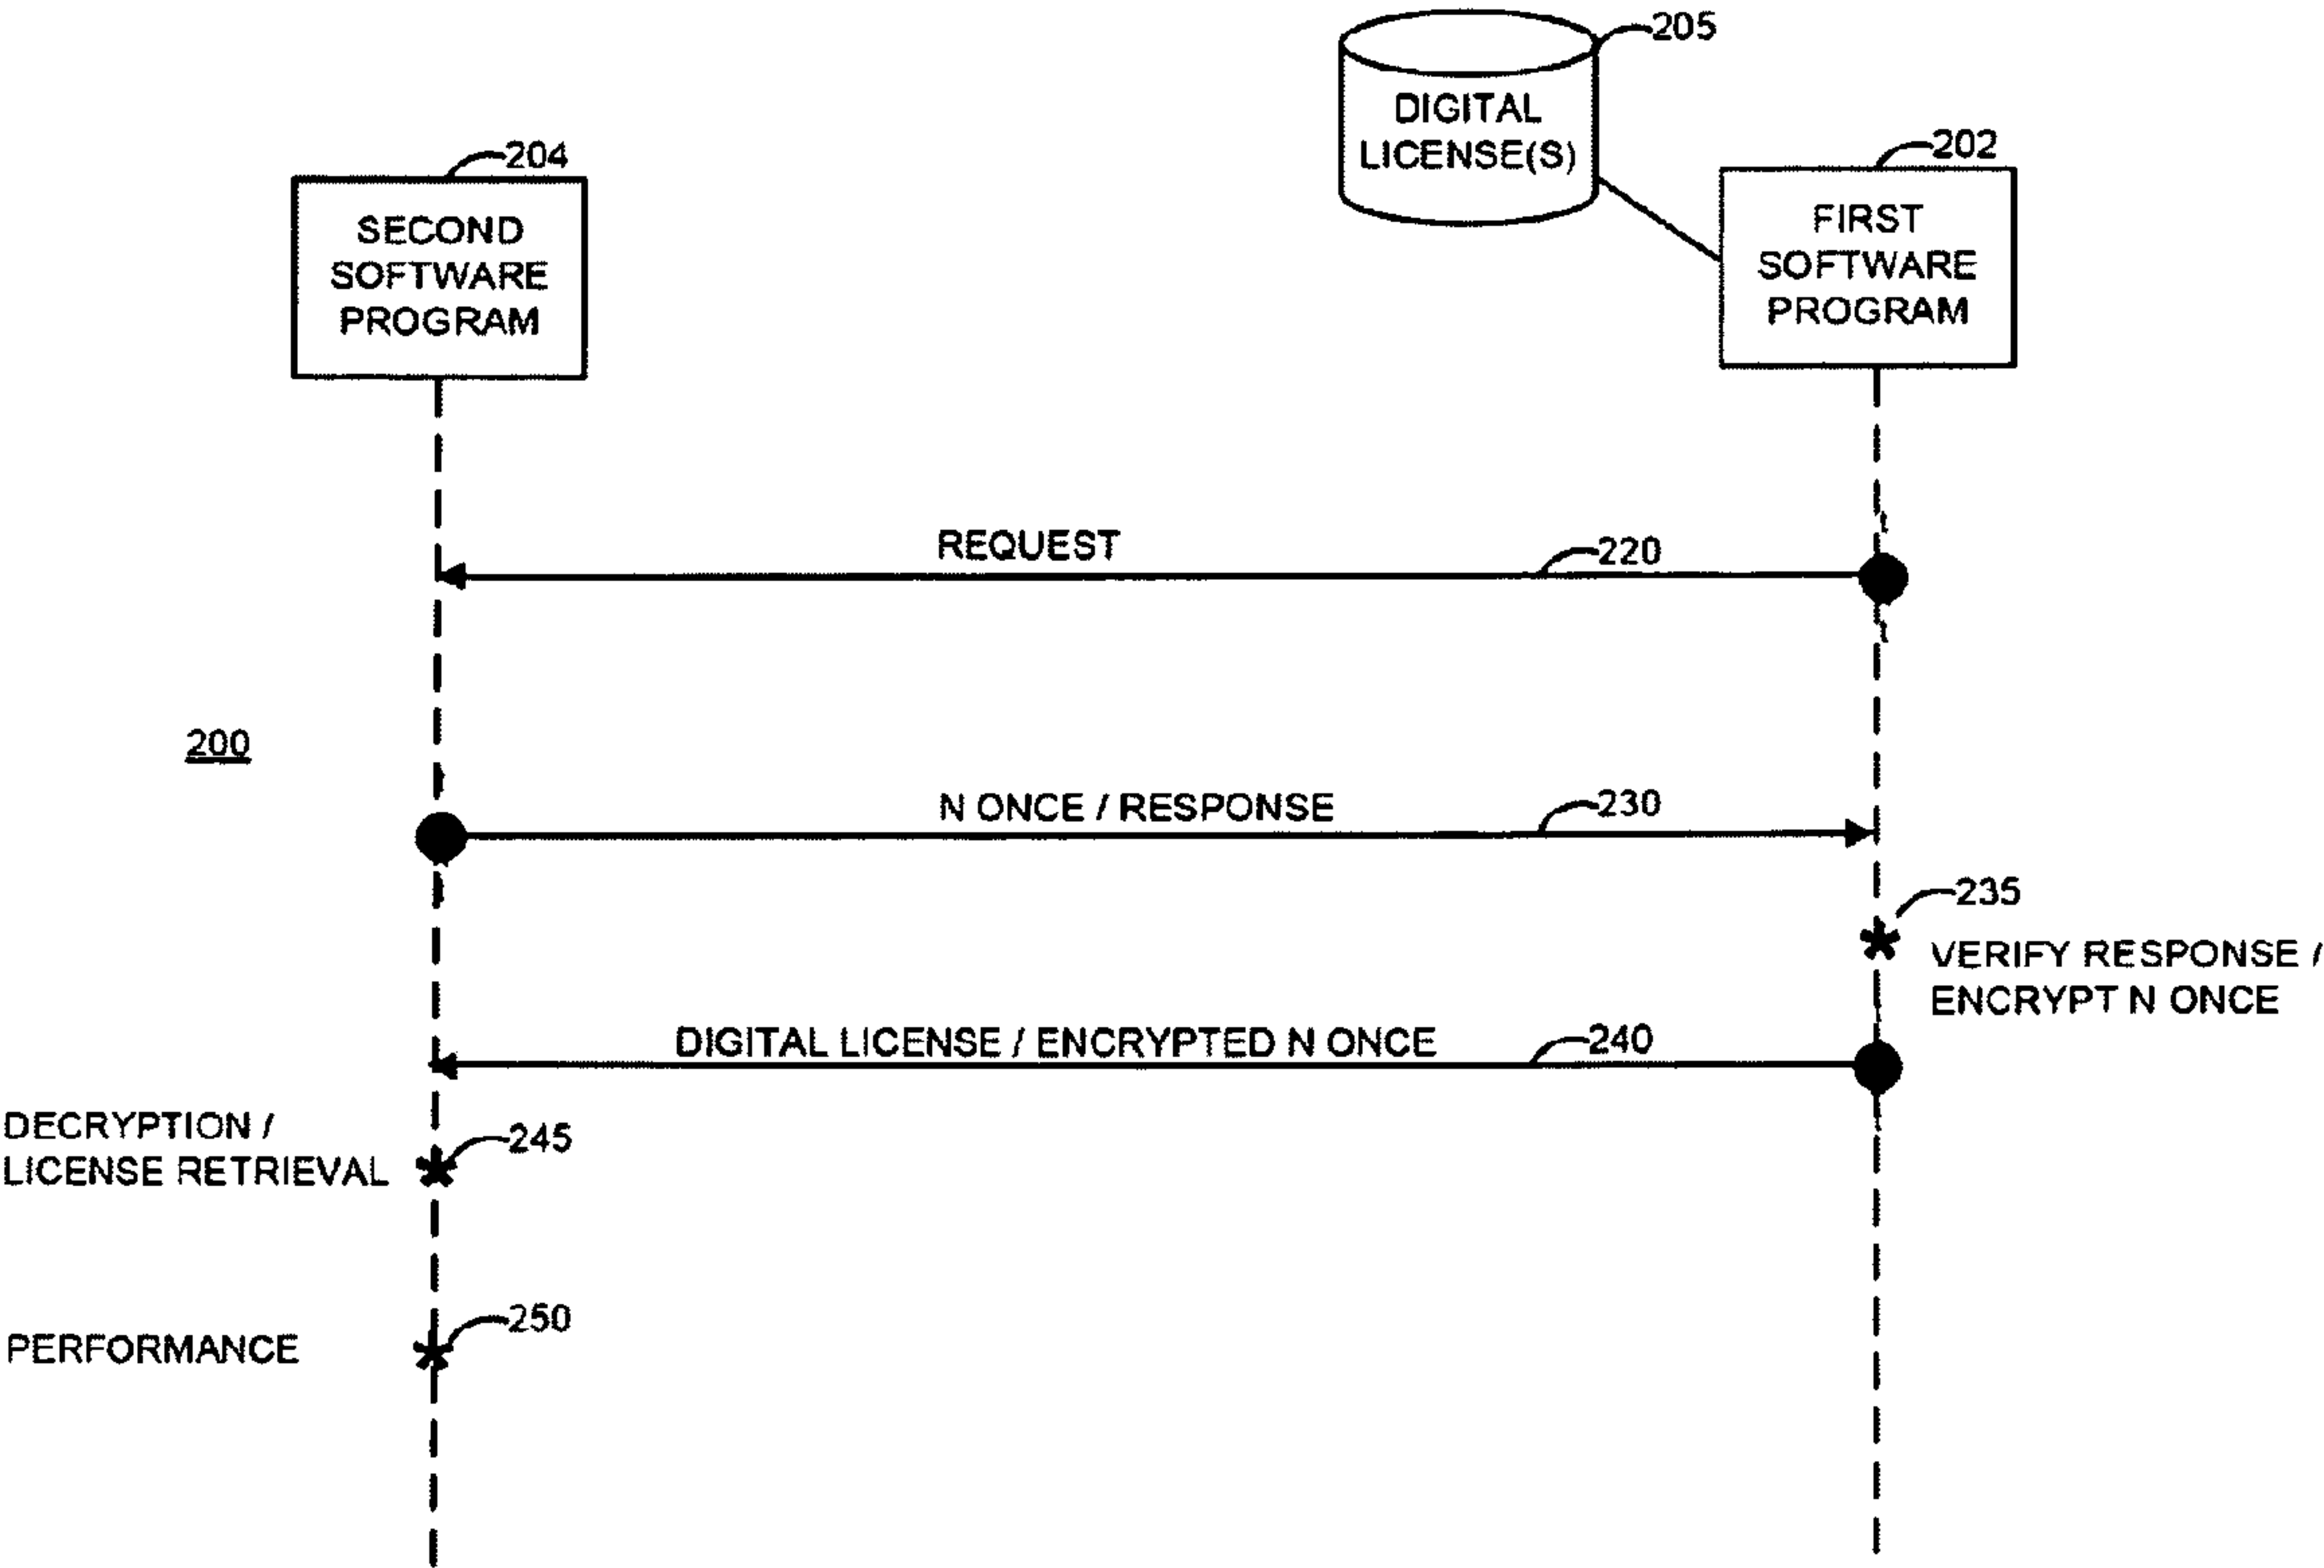 205
DIGITAL
LICENSE(S)
204
202
SECOND
SOFTWARE
PROGRAM
FIRST
SOFTWARE
PROGRAM
REQUEST
220
200
N ONCE / RESPONSE
230
235
VERIFY RESPONSE /
ENCRYPT N ONCE
DIGITAL LICENSE / ENCRYPTED N ONCE
240
DECRYPTION /
LICENSE RETRIEVAL
245
250
PERFORMANCE